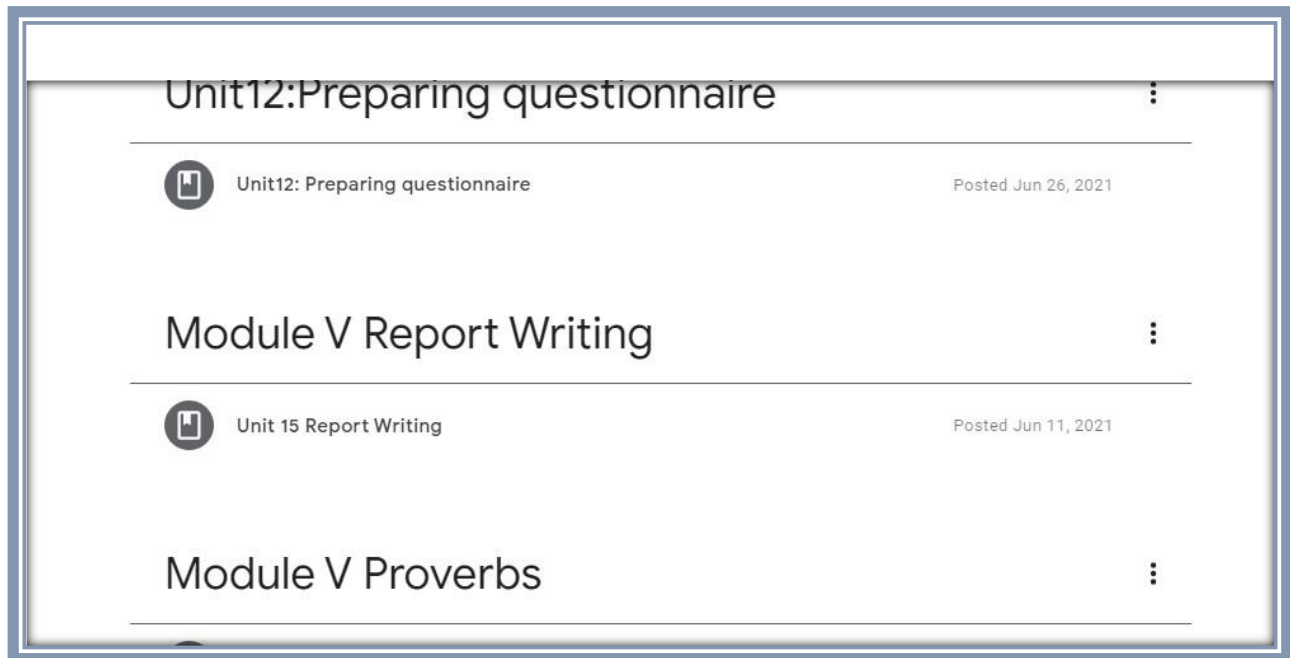 Unit12:Preparing questionnaire
Unit12: Preparing questionnaire Posted Jun 26, 2021
Module V Report Writing
Unit 15 Report Writing Posted Jun 11, 2021
Module V Proverbs